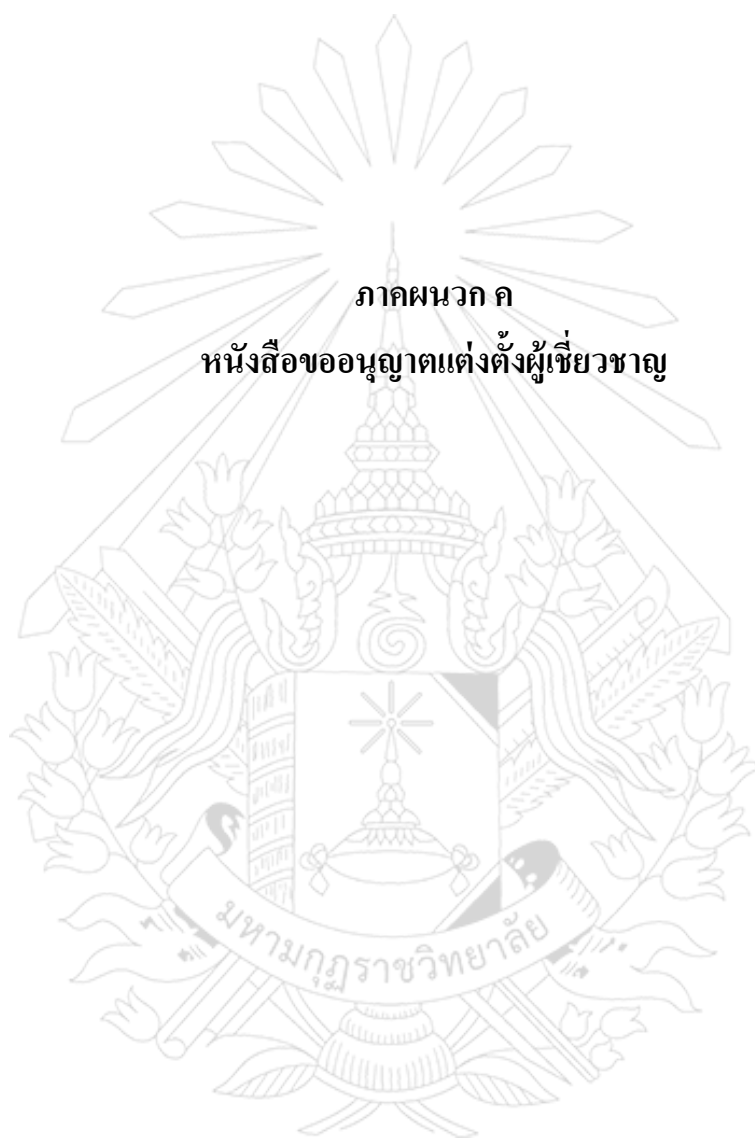 ภาคผนวก ค
หนังสือขออนุญาตแต่งตั้งผู้เชี่ยวชาญ
มหามกุฏราชวิทยาลัย